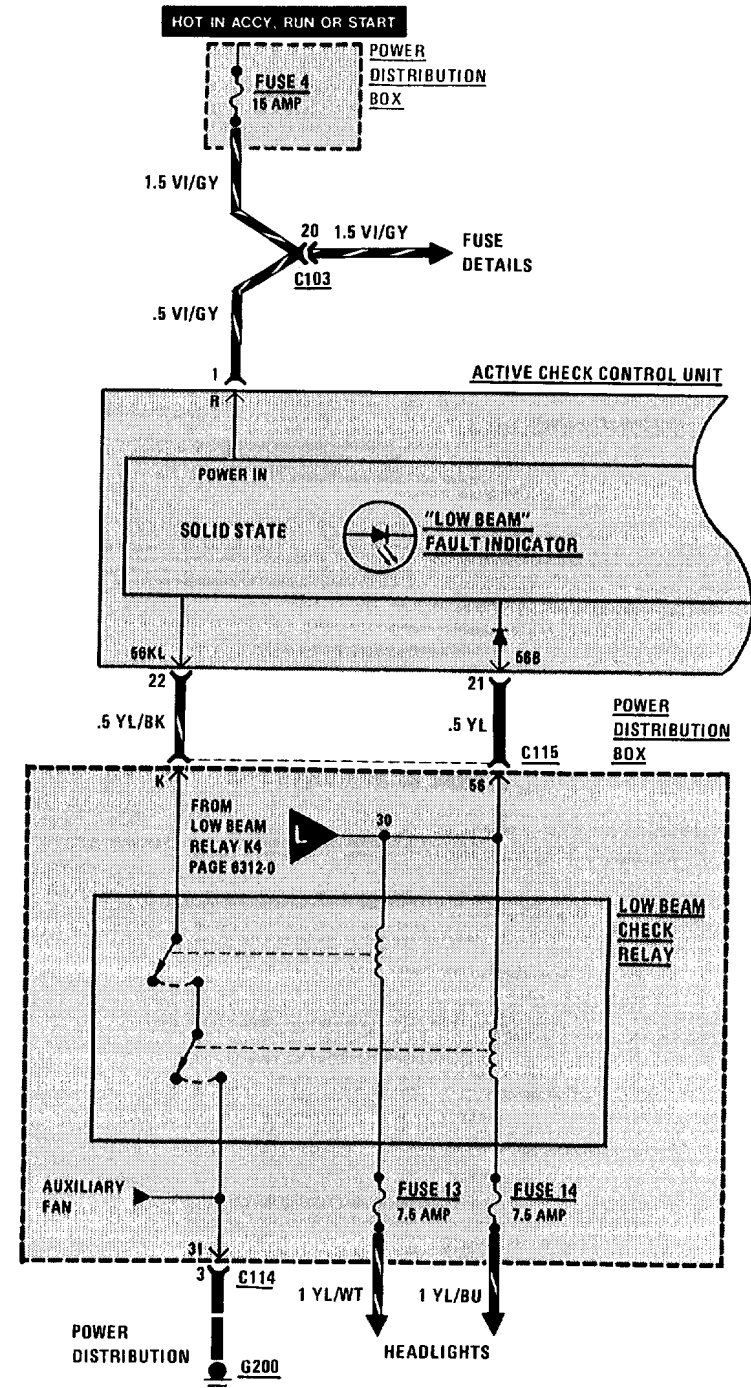 HOT IN ACCY, RUN OR START
POWER
DISTRIBUTION
BOX
FUSE 4
15 AMP
1.5 VI/GY
20 1.5 VI/GY
FUSE
DETAILS
C103
.5 VI/GY
1
ACTIVE CHECK CONTROL UNIT
R
POWER IN
SOLID STATE
"LOW BEAM"
FAULT INDICATOR
56KL
56B
22
21
.5 YL/BK
.5 YL
POWER
DISTRIBUTION
BOX
C115
K
56
FROM
LOW BEAM
RELAY K4
PAGE 6312-0
L
30
LOW BEAM
CHECK
RELAY
AUXILIARY
FAN
FUSE 13
7.5 AMP
FUSE 14
7.5 AMP
31
3
C114
1 YL/WT
1 YL/BU
POWER
DISTRIBUTION
HEADLIGHTS
G200